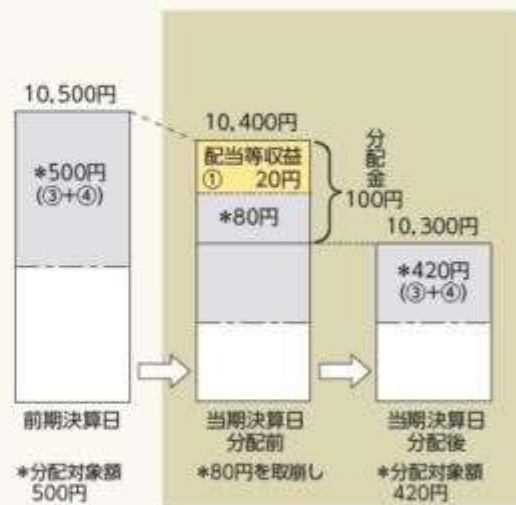 10,500円
*500円
(③+④)
前期決算日
*分配対象額
500円
10,400円
配当等収益
① 20円
*80円
分配金
100円
当期決算日
分配前
*80円を取崩し
10,300円
*420円
(③+④)
当期決算日
分配後
*分配対象額
420円